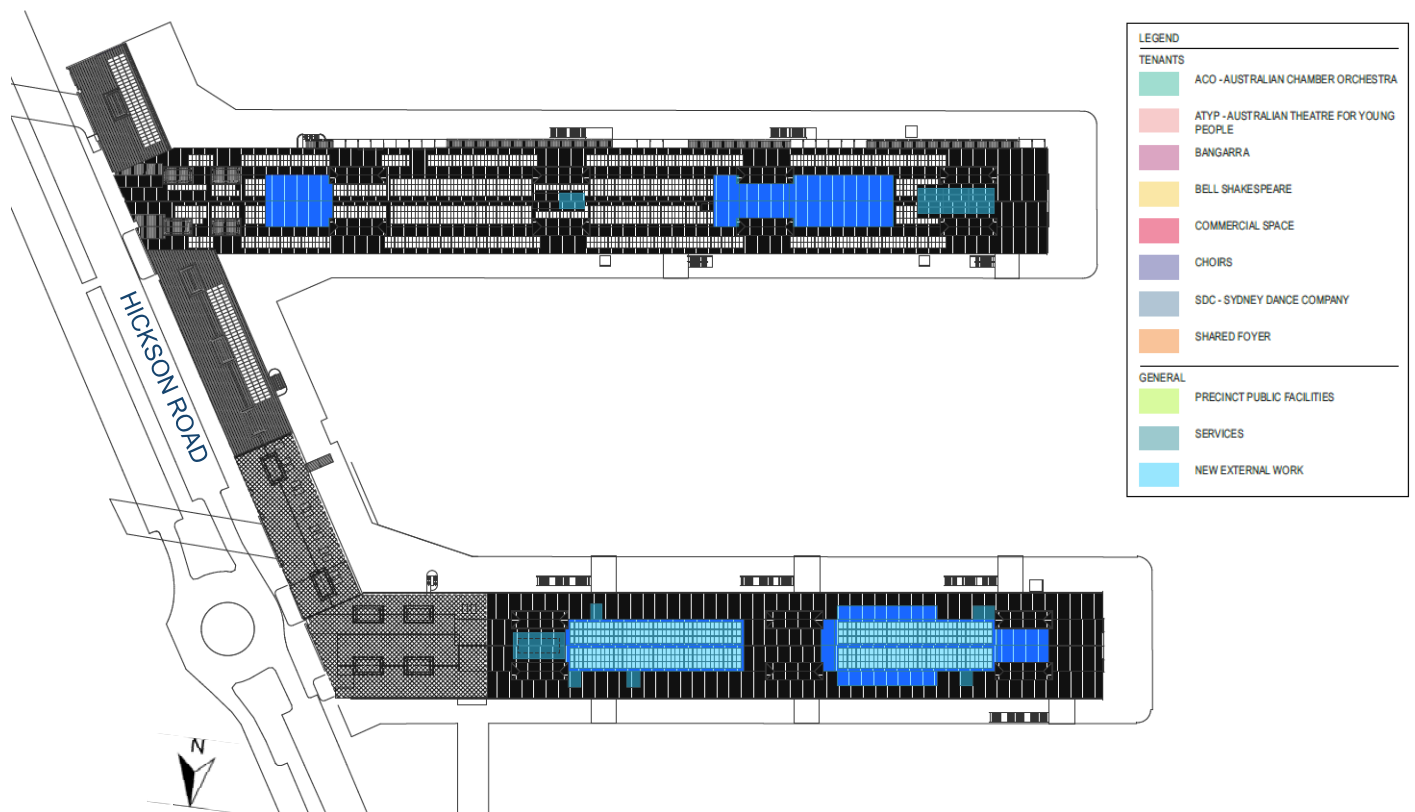 LEGEND
TENANTS
ACO - AUSTRALIAN CHAMBER ORCHESTRA
ATYP - AUSTRALIAN THEATRE FOR YOUNG
PEOPLE
BANGARRA
BELL SHAKESPEARE
COMMERCIAL SPACE
CHOIRS
SDC - SYDNEY DANCE COMPANY
SHARED FOYER
GENERAL
PRECINCT PUBLIC FACILITIES
SERVICES
NEW EXTERNAL WORK
HICKSON ROAD
N